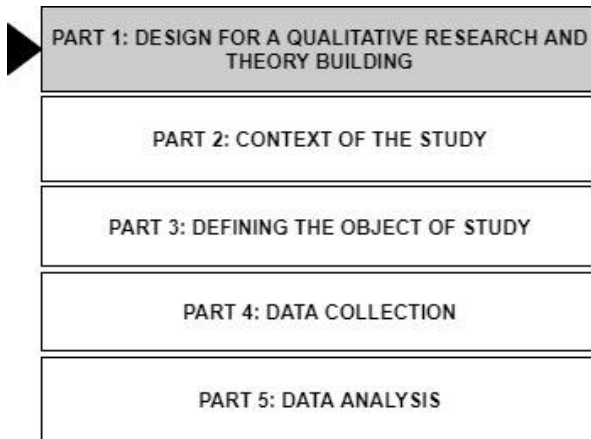 PART 1: DESIGN FOR A QUALITATIVE RESEARCH AND
THEORY BUILDING
PART 2: CONTEXT OF THE STUDY
PART 3: DEFINING THE OBJECT OF STUDY
PART 4: DATA COLLECTION
PART 5: DATA ANALYSIS